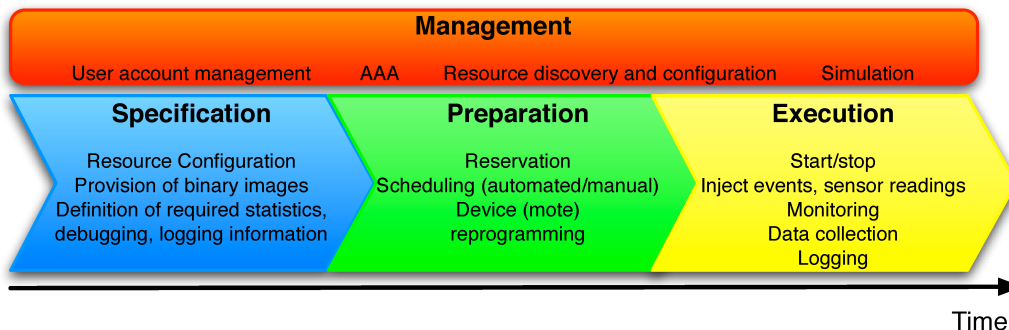 Management
User account management AAA Resource discovery and configuration Simulation
Specification
Resource Configuration
Provision of binary images
Definition of required statistics,
debugging, logging information
Preparation
Reservation
Scheduling (automated/manual)
Device (mote)
reprogramming
Execution
Start/stop
Inject events, sensor readings
Monitoring
Data collection
Logging
Time